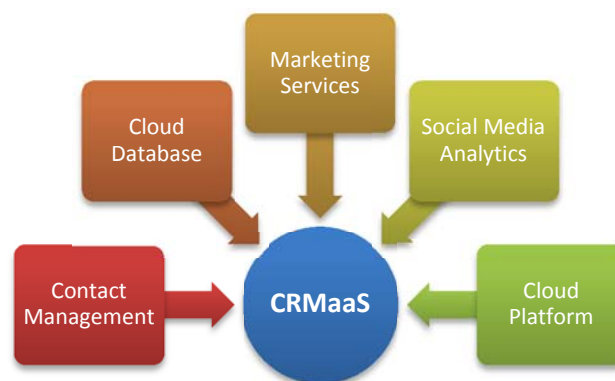 Marketing
Services
Cloud
Database
Social Media
Analytics
Contact
Management
CRMaaS
Cloud
Platform